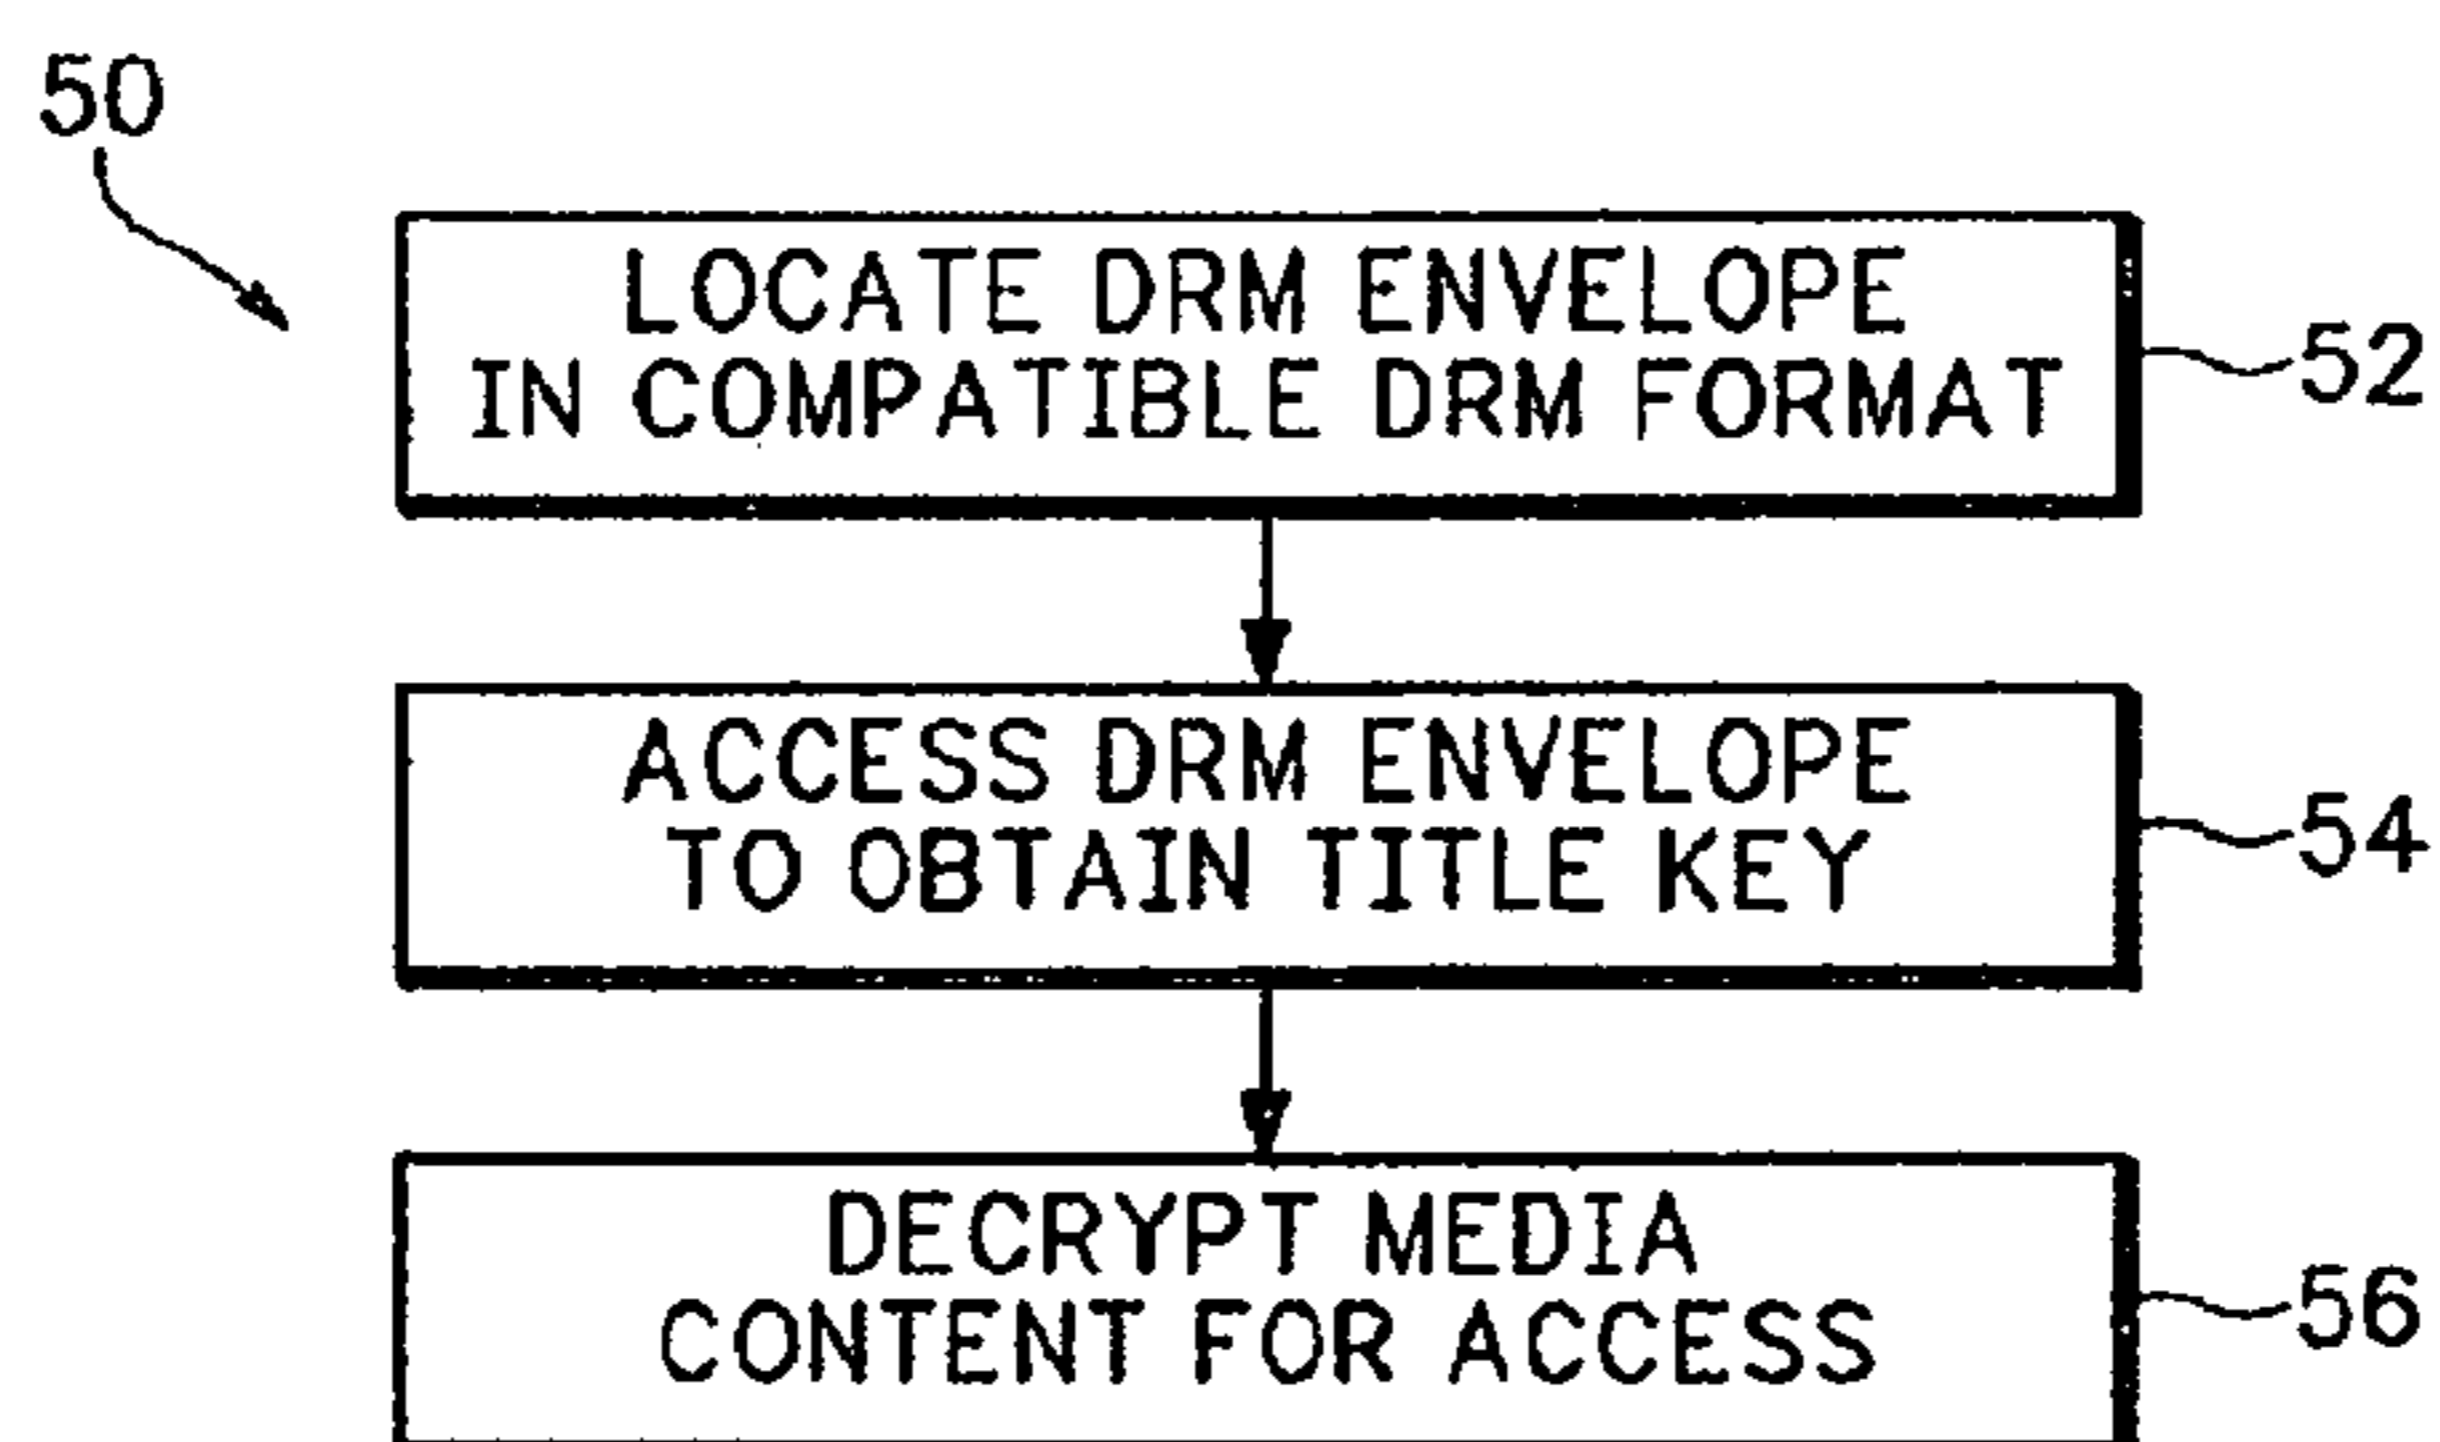 50
LOCATE DRM ENVELOPE
IN COMPATIBLE DRM FORMAT
52
ACCESS DRM ENVELOPE
TO OBTAIN TITLE KEY
54
DECRYPT MEDIA
CONTENT FOR ACCESS
56